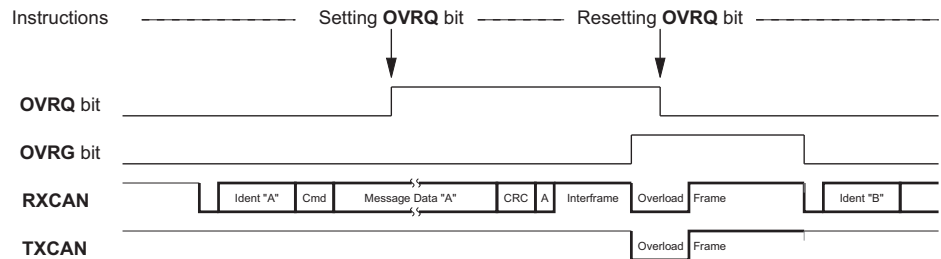 Instructions Setting OVRQ bit Resetting OVRQ bit
OVRQ bit
OVRG bit
RXCAN Ident "A" Cmd Message Data "A" CRC A Interframe Overload Frame Ident "B"
TXCAN Overload Frame